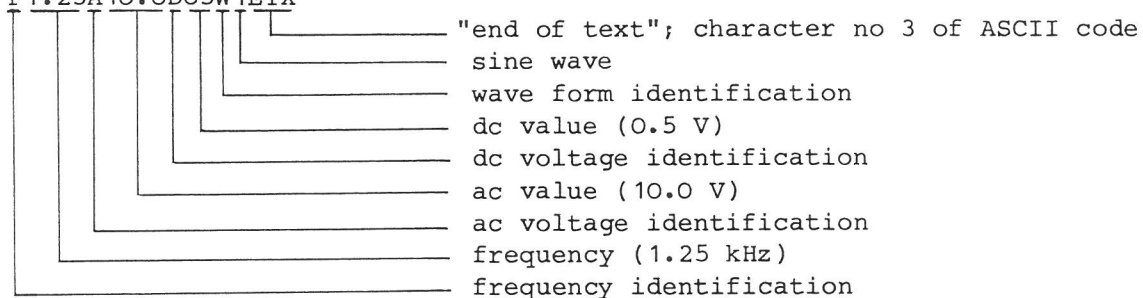 "end of text"; character no 3 of ASCII code
sine wave
wave form identification
dc value (0.5 V)
dc voltage identification
ac value (10.0 V)
ac voltage identification
frequency (1.25 kHz)
frequency identification